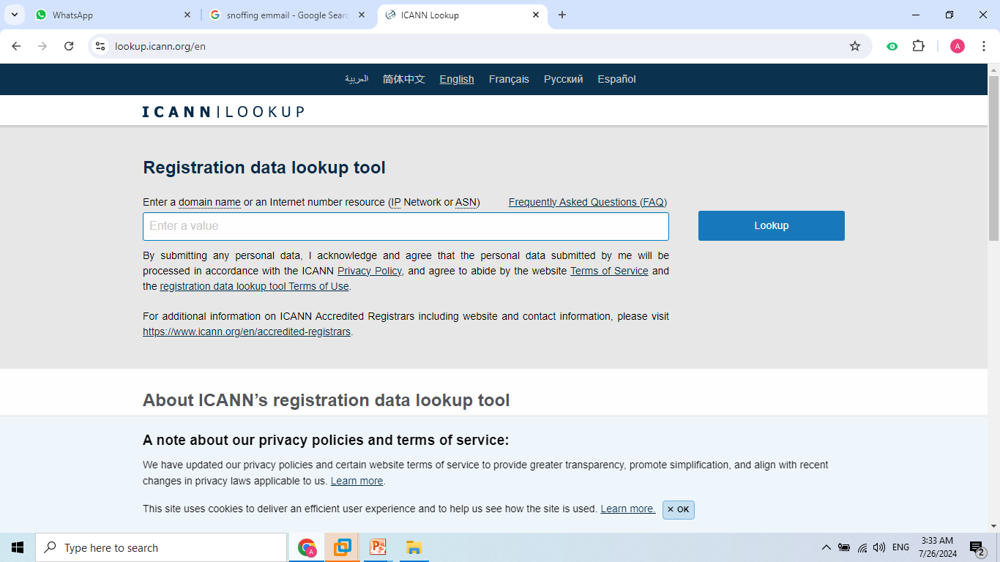 WhatsApp
snoffing emmail - Google Searc
ICANN Lookup
lookup.icann.org/en
A
العربية 简体中文 English Français Русский Español
ICANN|LOOKUP
Registration data lookup tool
Enter a domain name or an Internet number resource (IP Network or ASN) Frequently Asked Questions (FAQ)
Enter a value
Lookup
By submitting any personal data, I acknowledge and agree that the personal data submitted by me will be
processed in accordance with the ICANN Privacy Policy, and agree to abide by the website Terms of Service and
the registration data lookup tool Terms of Use.
For additional information on ICANN Accredited Registrars including website and contact information, please visit
https://www.icann.org/en/accredited-registrars.
About ICANN’s registration data lookup tool
A note about our privacy policies and terms of service:
We have updated our privacy policies and certain website terms of service to provide greater transparency, promote simplification, and align with recent
changes in privacy laws applicable to us. Learn more.
This site uses cookies to deliver an efficient user experience and to help us see how the site is used. Learn more. × OK
Type here to search
A
P
ENG
3:33 AM
7/26/2024
2